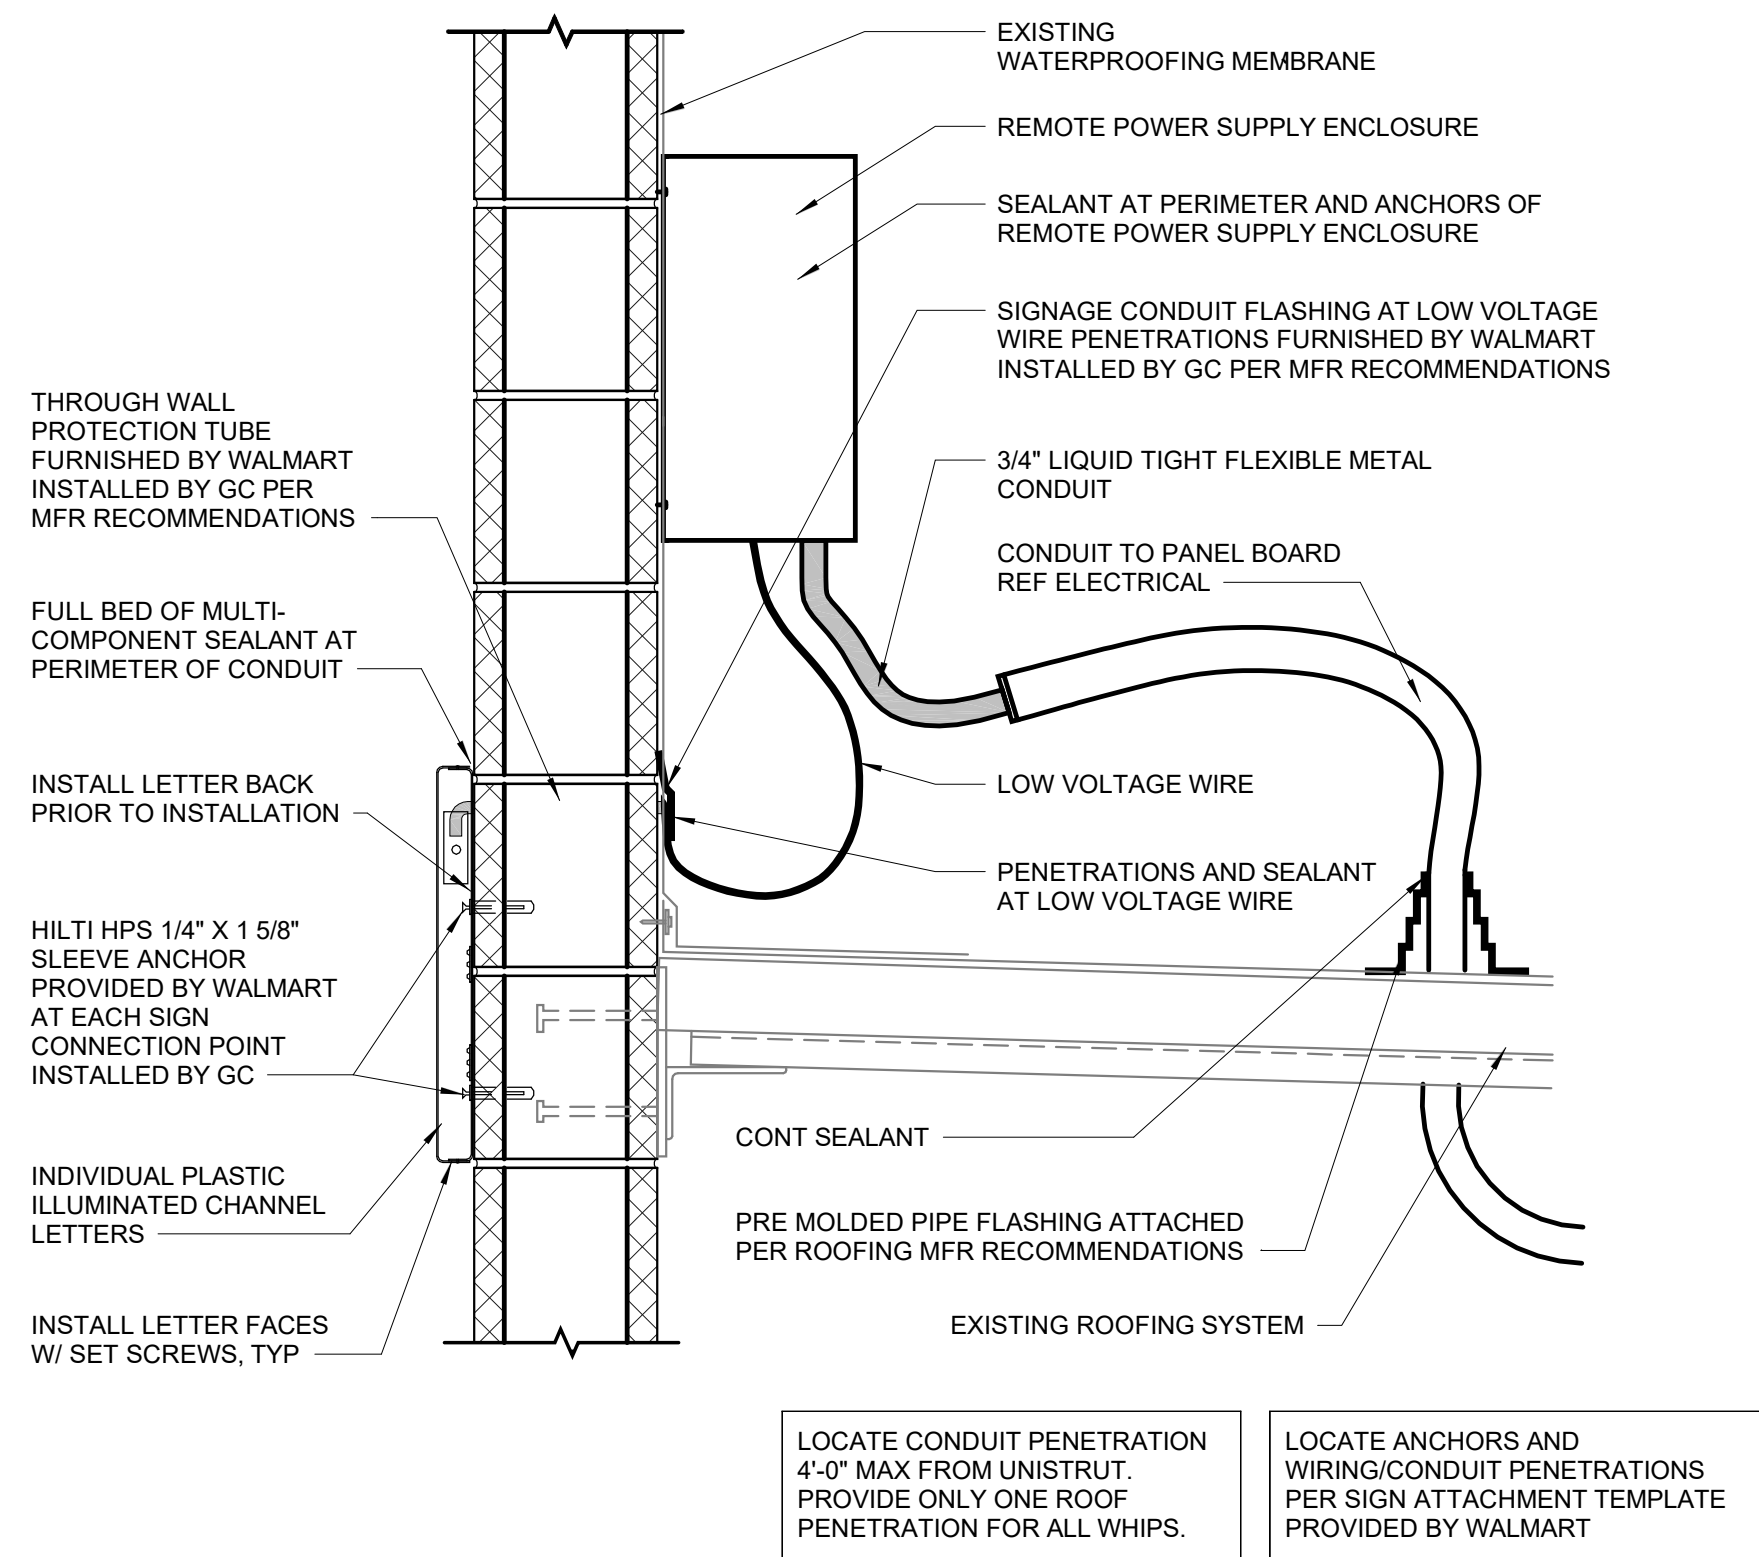 EXISTING
WATERPROOFING MEMBRANE
REMOTE POWER SUPPLY ENCLOSURE
SEALANT AT PERIMETER AND ANCHORS OF
REMOTE POWER SUPPLY ENCLOSURE
SIGNAGE CONDUIT FLASHING AT LOW VOLTAGE
WIRE PENETRATIONS FURNISHED BY WALMART
INSTALLED BY GC PER MFR RECOMMENDATIONS
THROUGH WALL
PROTECTION TUBE
FURNISHED BY WALMART
INSTALLED BY GC PER
MFR RECOMMENDATIONS
3/4" LIQUID TIGHT FLEXIBLE METAL
CONDUIT
CONDUIT TO PANEL BOARD
REF ELECTRICAL
FULL BED OF MULTI-
COMPONENT SEALANT AT
PERIMETER OF CONDUIT
INSTALL LETTER BACK
PRIOR TO INSTALLATION
LOW VOLTAGE WIRE
PENETRATIONS AND SEALANT
AT LOW VOLTAGE WIRE
HILTI HPS 1/4" X 1 5/8"
SLEEVE ANCHOR
PROVIDED BY WALMART
AT EACH SIGN
CONNECTION POINT
INSTALLED BY GC
CONT SEALANT
INDIVIDUAL PLASTIC
ILLUMINATED CHANNEL
LETTERS
PRE MOLDED PIPE FLASHING ATTACHED
PER ROOFING MFR RECOMMENDATIONS
INSTALL LETTER FACES
W/ SET SCREWS, TYP
EXISTING ROOFING SYSTEM
LOCATE CONDUIT PENETRATION
4'-0" MAX FROM UNISTRUT.
PROVIDE ONLY ONE ROOF
PENETRATION FOR ALL WHIPS.
LOCATE ANCHORS AND
WIRING/CONDUIT PENETRATIONS
PER SIGN ATTACHMENT TEMPLATE
PROVIDED BY WALMART